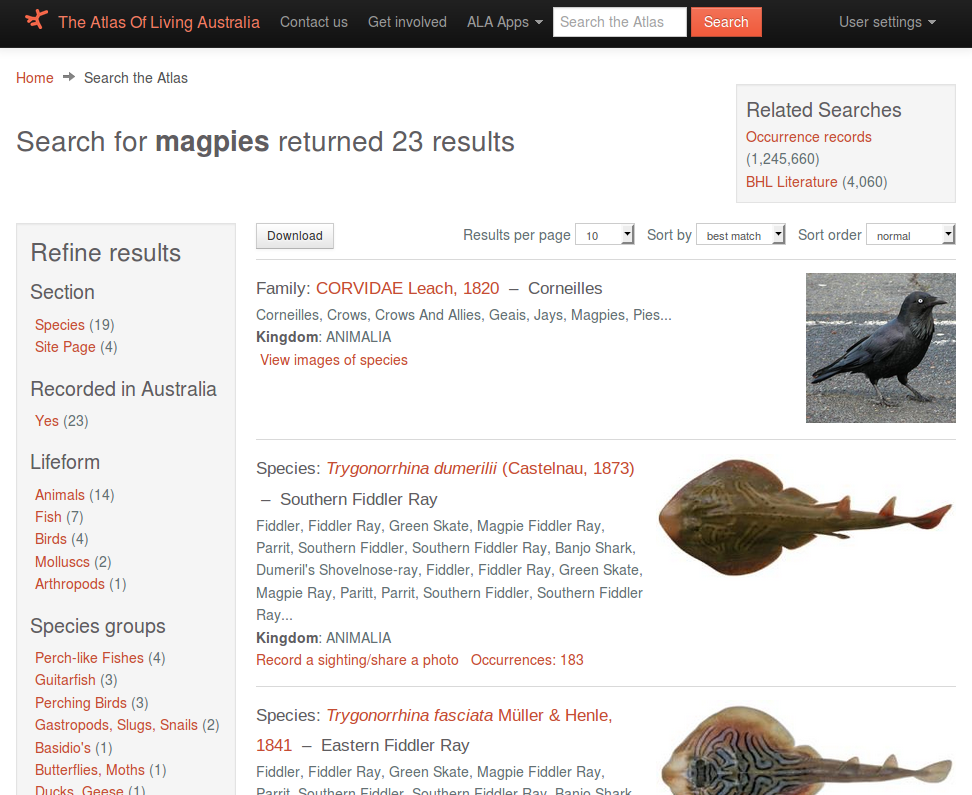 The Atlas Of Living Australia Contact us Get involved ALA Apps Search the Atlas Search User settings
Home Search the Atlas
Search for magpies returned 23 results
Related Searches
Occurrence records
(1,245,660)
BHL Literature (4,060)
Refine results
Section
Species (19)
Site Page (4)
Recorded in Australia
Yes (23)
Lifeform
Animals (14)
Fish (7)
Birds (4)
Molluscs (2)
Arthropods (1)
Species groups
Perch-like Fishes (4)
Guitarfish (3)
Perching Birds (3)
Gastropods, Slugs, Snails (2)
Basidio's (1)
Butterflies, Moths (1)
Ducks, Geese (1)
Download Results per page 10 Sort by best match Sort order normal
Family: CORVIDAE Leach, 1820 – Corneilles
Corneilles, Crows, Crows And Allies, Geais, Jays, Magpies, Pies...
Kingdom: ANIMALIA
View images of species
Species: Trygonorrhina dumerilii (Castelnau, 1873)
– Southern Fiddler Ray
Fiddler, Fiddler Ray, Green Skate, Magpie Fiddler Ray,
Parrit, Southern Fiddler, Southern Fiddler Ray, Banjo Shark,
Dumeril's Shovelnose-ray, Fiddler, Fiddler Ray, Green Skate,
Magpie Ray, Paritt, Parrit, Southern Fiddler, Southern Fiddler
Ray...
Kingdom: ANIMALIA
Record a sighting/share a photo Occurrences: 183
Species: Trygonorrhina fasciata Müller & Henle,
1841 – Eastern Fiddler Ray
Fiddler, Fiddler Ray, Green Skate, Magpie Fiddler Ray,
Parrit, Southern Fiddler, Southern Fiddler Ray, Banjo Shark,